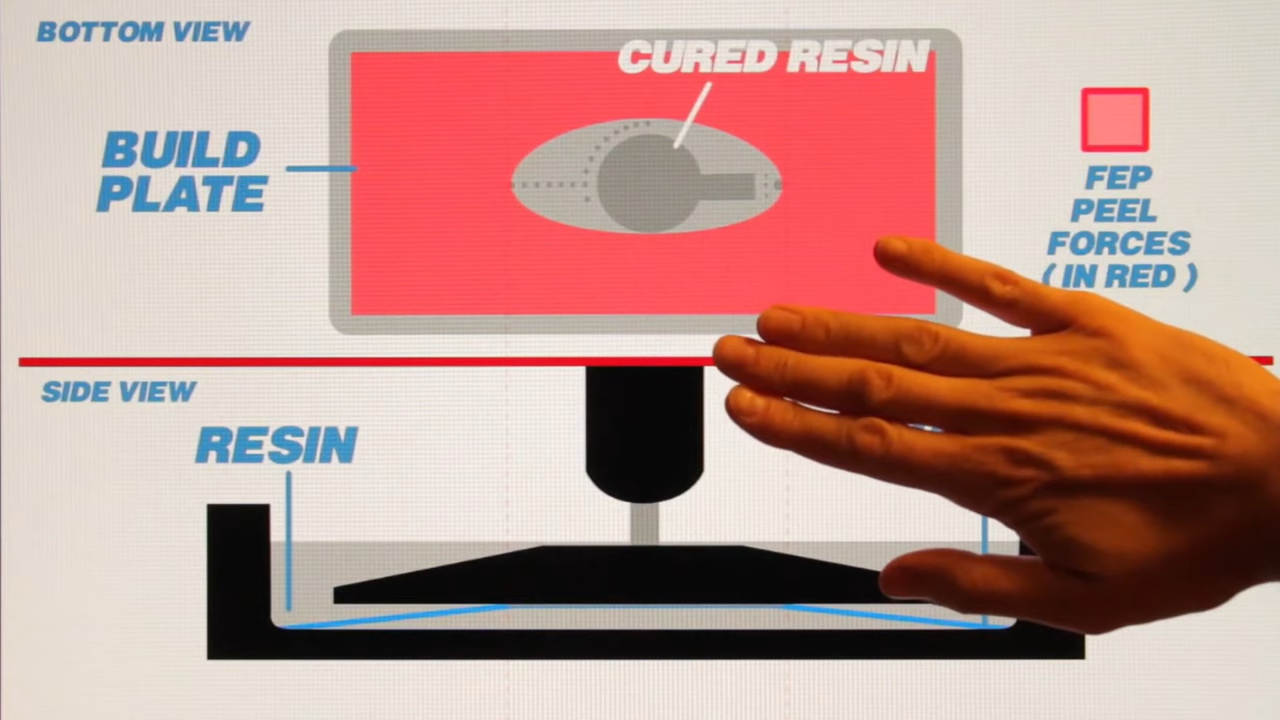 BOTTOM VIEW
CURED RESIN
BUILD
PLATE
FEP
PEEL
FORCES
( IN RED )
SIDE VIEW
RESIN